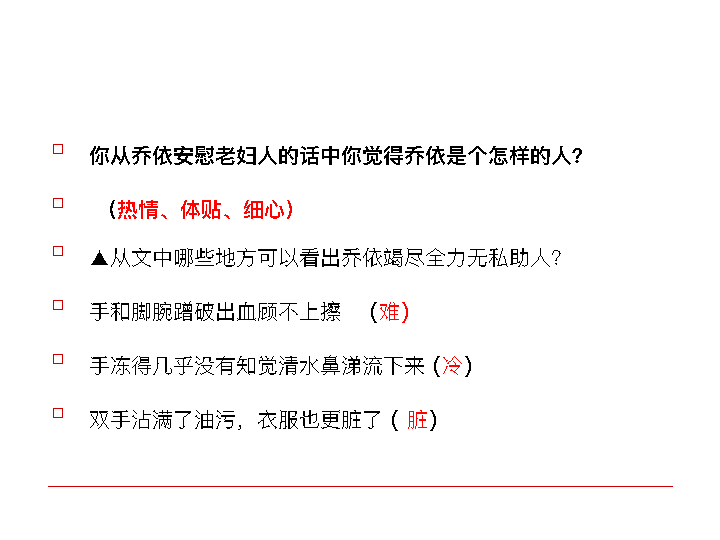 你从乔依安慰老妇人的话中你觉得乔依是个怎样的人?
（热情、体贴、细心）
▲从文中哪些地方可以看出乔依竭尽全力无私助人?
手和脚腕蹭破出血顾不上擦 （难）
手冻得几乎没有知觉清水鼻涕流下来（冷）
双手沾满了油污，衣服也更脏了（ 脏）